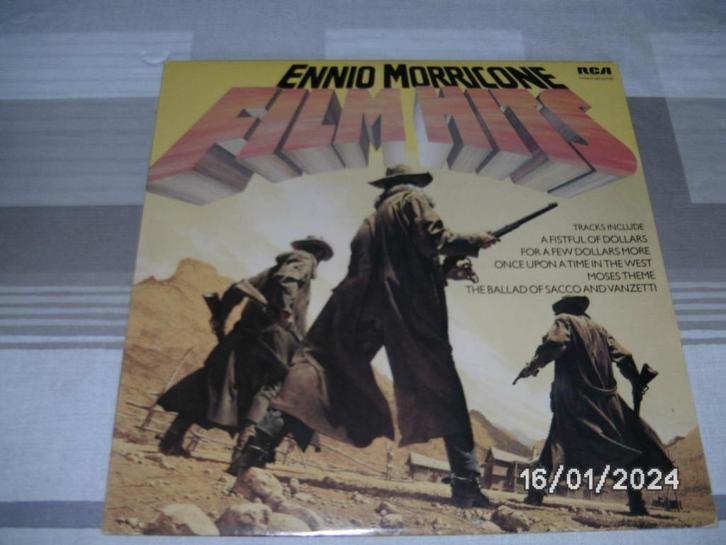 ENNIO MORRICONE
RCA
International
FILM HITS
TRACKS INCLUDE
A FISTFUL OF DOLLARS
FOR A FEW DOLLARS MORE
ONCE UPON A TIME IN THE WEST
MOSES THEME
THE BALLAD OF SACCO AND VANZETTI
16/01/2024